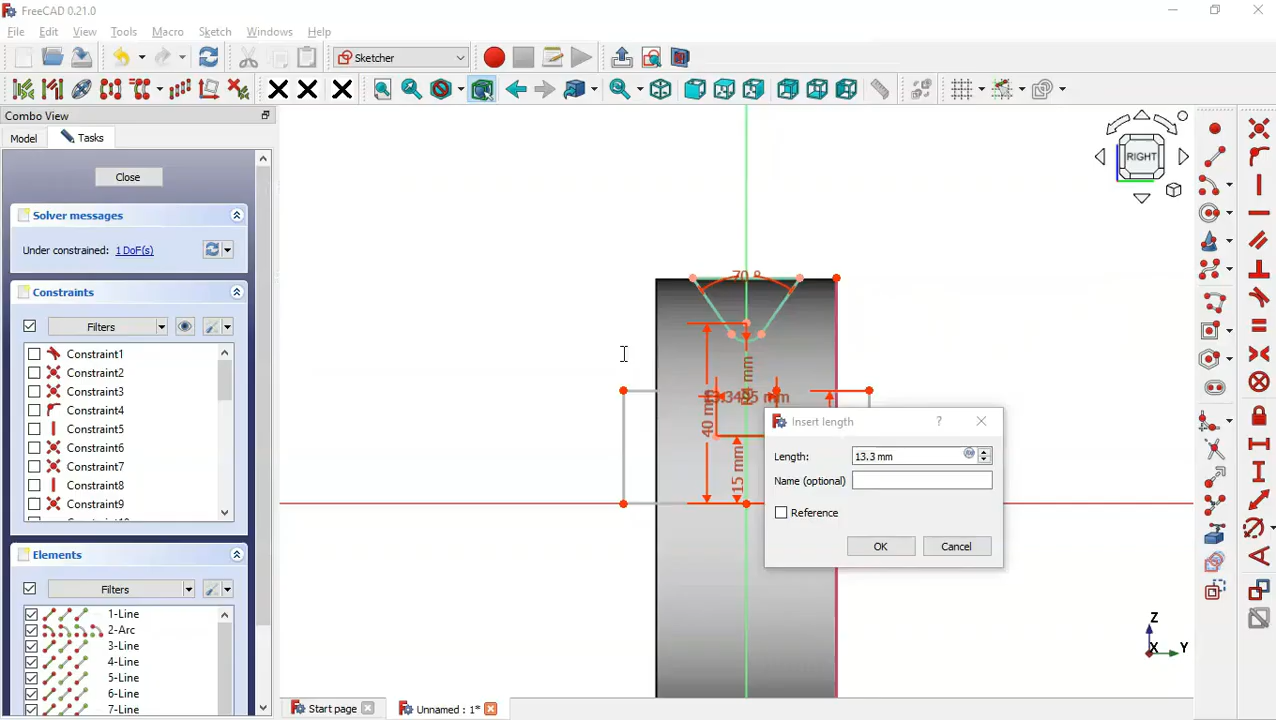 FreeCAD 0.21.0
File Edit View Tools Macro Sketch Windows Help
Sketcher
Combo View
Model Tasks
Close
Solver messages
Under constrained: 1 DoF(s)
Constraints
Filters
Constraint1
Constraint2
Constraint3
Constraint4
Constraint5
Constraint6
Constraint7
Constraint8
Constraint9
Elements
Filters
1-Line
2-Arc
3-Line
4-Line
5-Line
6-Line
7-Line
RIGHT
70 °
40 mm
15 mm
Insert length
?
Length: 13.3 mm
Name (optional)
Reference
OK Cancel
Z
X Y
Start page Unnamed : 1*